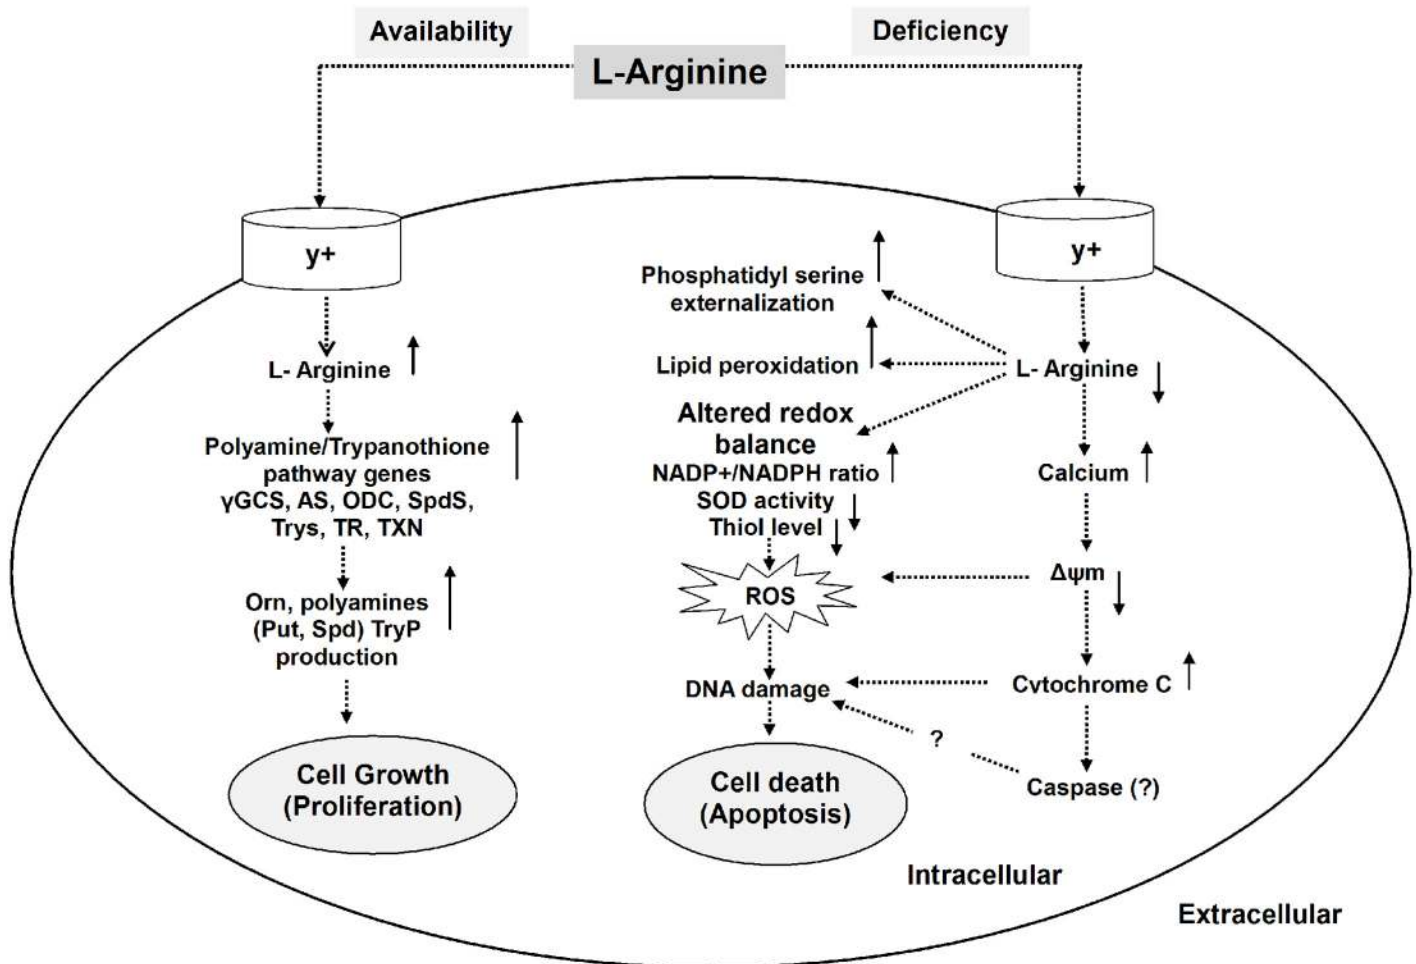 Availability
Deficiency
L-Arginine
y+
y+
L- Arginine
Polyamine/Trypanothione
pathway genes
γGCS, AS, ODC, SpdS,
Trys, TR, TXN
Orn, polyamines
(Put, Spd) TryP
production
Cell Growth
(Proliferation)
Phosphatidyl serine
externalization
Lipid peroxidation
Altered redox
balance
NADP+/NADPH ratio
SOD activity
Thiol level
ROS
DNA damage
Cell death
(Apoptosis)
L- Arginine
Calcium
Δψm
Cvtochrome C
?
Caspase (?)
Intracellular
Extracellular